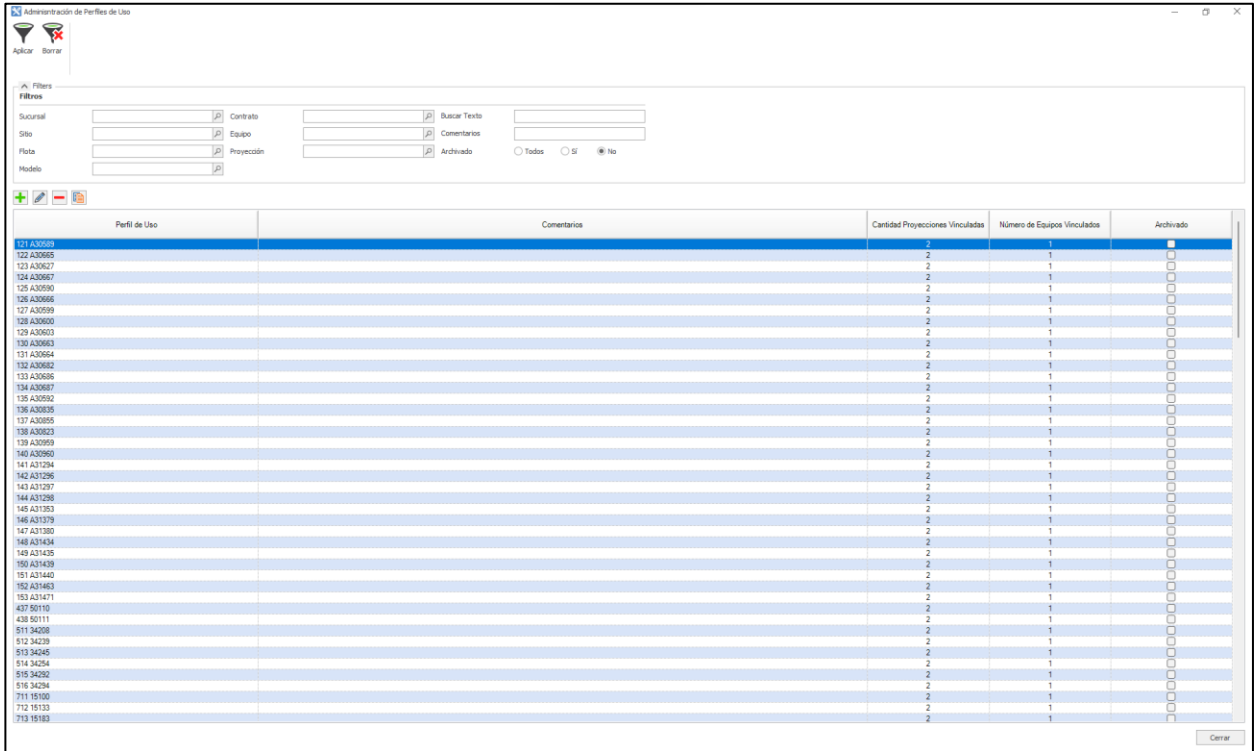 Adminisntración de Perfiles de Uso
Aplicar Borrar
Filters
Filtros
Sucursal Contrato Buscar Texto
Sitio Equipo Comentarios
Flota Proyección Archivado Todos Sí No
Modelo
Perfil de Uso Comentarios Cantidad Proyecciones Vinculadas Número de Equipos Vinculados Archivado
121 A30589 2 1
122 A30665 2 1
123 A30627 2 1
124 A30667 2 1
125 A30590 2 1
126 A30666 2 1
127 A30599 2 1
128 A30600 2 1
129 A30603 2 1
130 A30663 2 1
131 A30664 2 1
132 A30682 2 1
133 A30686 2 1
134 A30687 2 1
135 A30592 2 1
136 A30835 2 1
137 A30855 2 1
138 A30823 2 1
139 A30959 2 1
140 A30960 2 1
141 A31294 2 1
142 A31296 2 1
143 A31297 2 1
144 A31298 2 1
145 A31353 2 1
146 A31379 2 1
147 A31380 2 1
148 A31434 2 1
149 A31435 2 1
150 A31439 2 1
151 A31440 2 1
152 A31463 2 1
153 A31471 2 1
437 50110 2 1
438 50111 2 1
511 34208 2 1
512 34239 2 1
513 34245 2 1
514 34254 2 1
515 34292 2 1
516 34294 2 1
711 15100 2 1
712 15133 2 1
713 15183 2 1
Cerrar